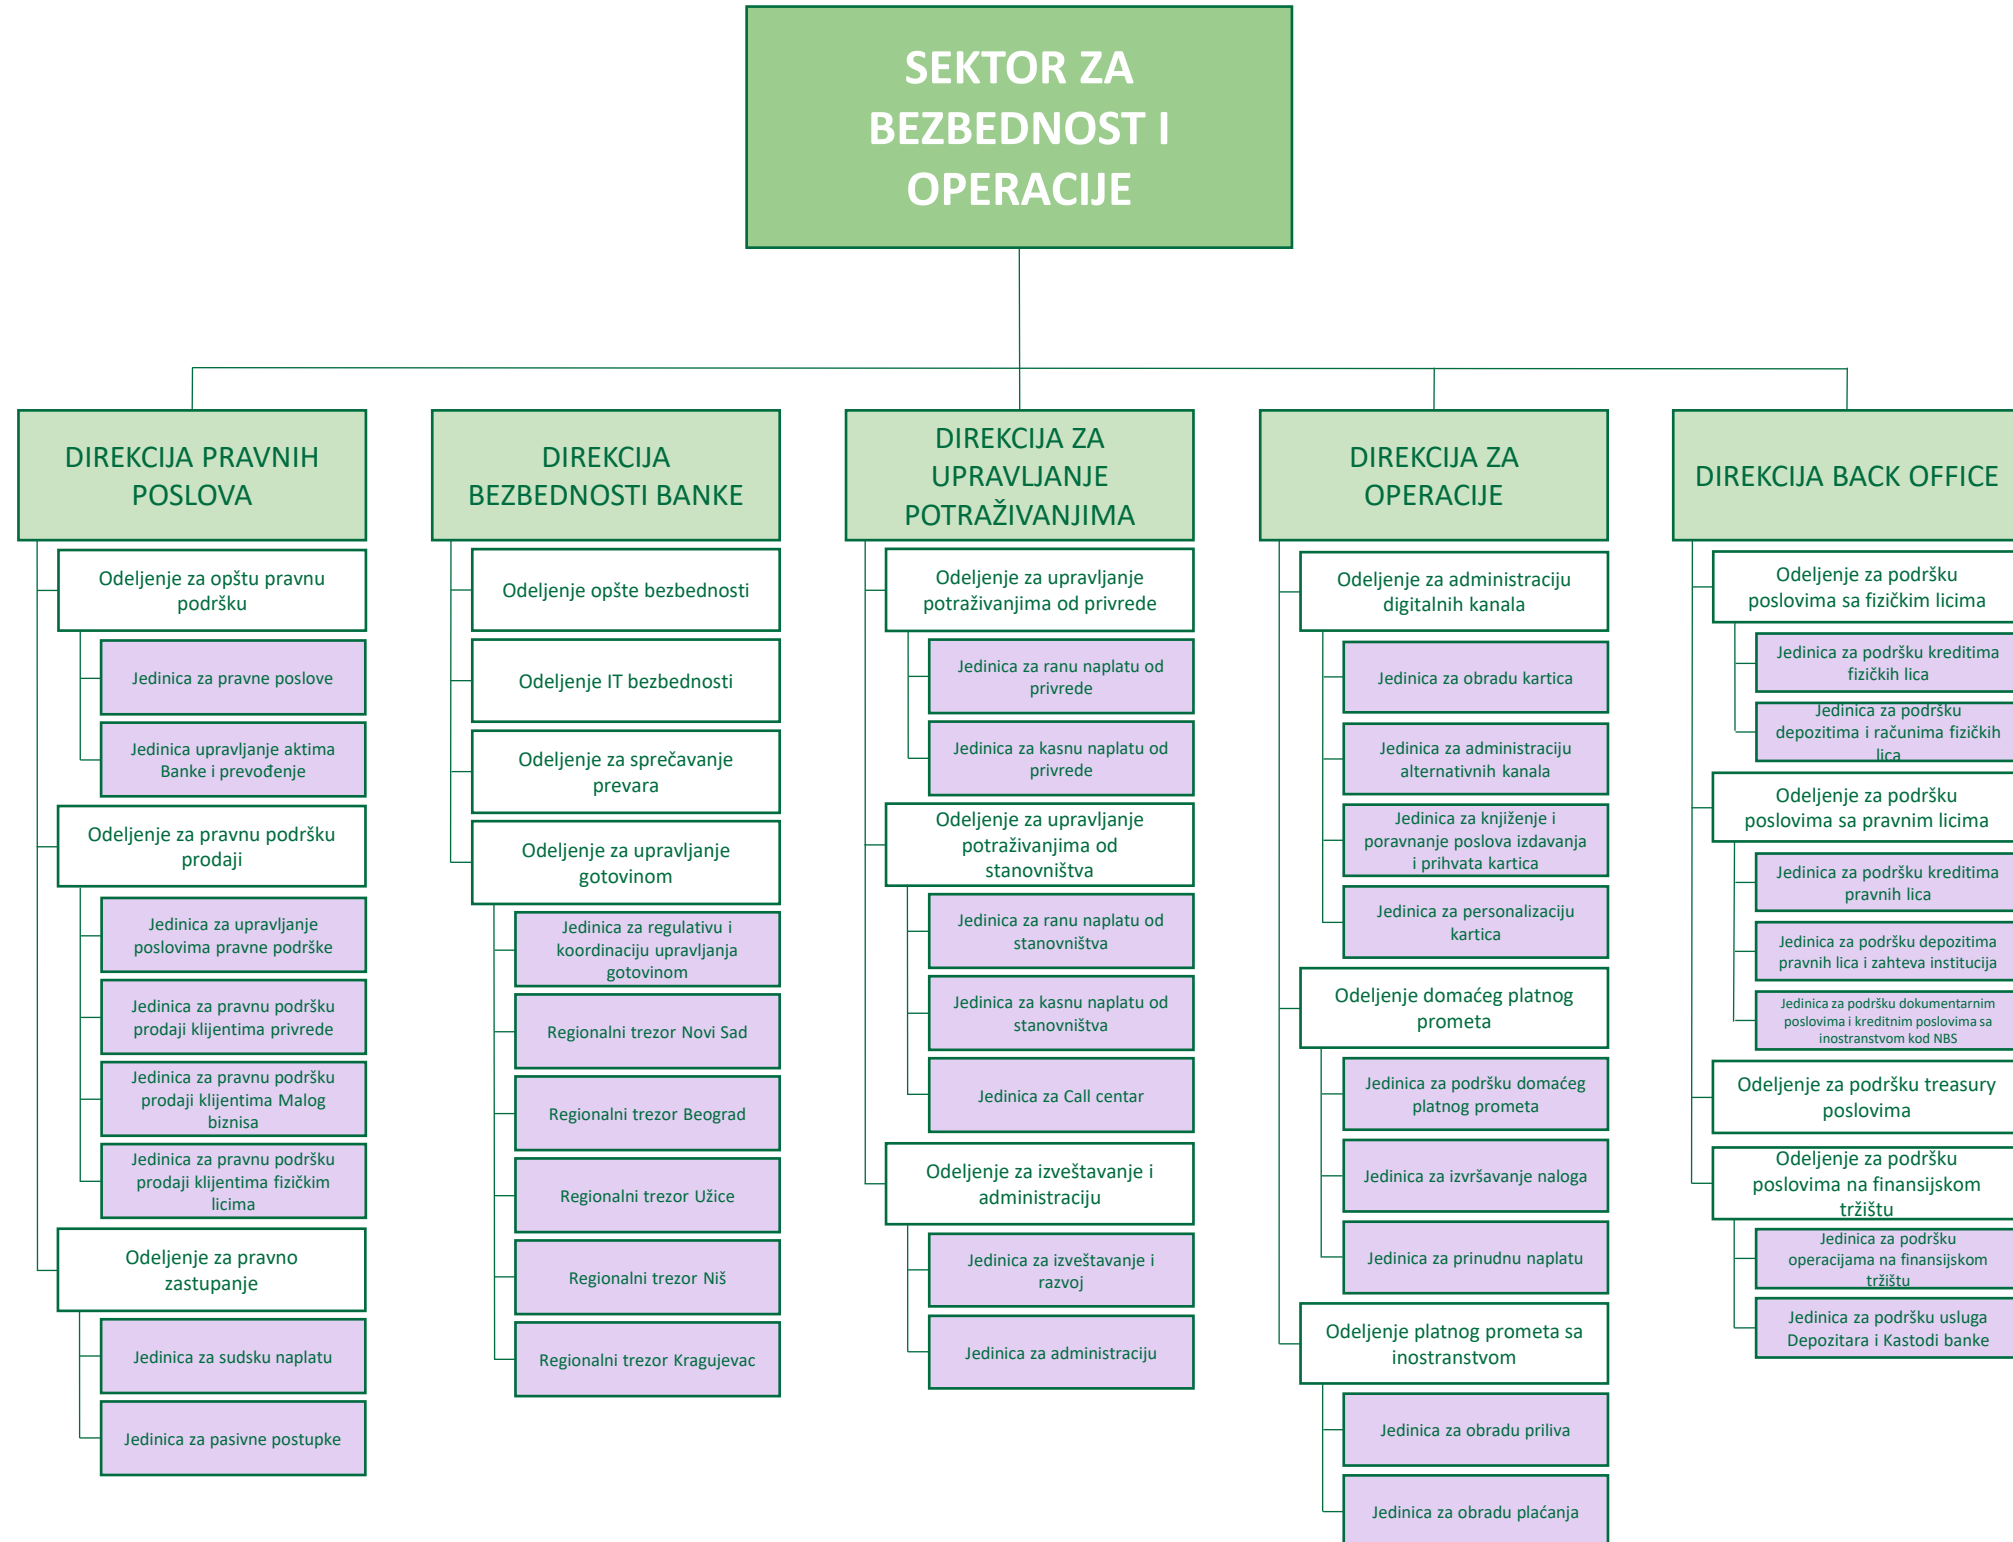 SEKTOR ZA
BEZBEDNOST I
OPERACIJE
DIREKCIJA PRAVNIH
POSLOVA
Odeljenje za opštu pravnu
podršku
Jedinica za pravne poslove
Jedinica upravljanje aktima
Banke i prevođenje
Odeljenje za pravnu podršku
prodaji
Jedinica za upravljanje
poslovima pravne podrške
Jedinica za pravnu podršku
prodaji klijentima privrede
Jedinica za pravnu podršku
prodaji klijentima Malog
biznisa
Jedinica za pravnu podršku
prodaji klijentima fizičkim
licima
Odeljenje za pravno
zastupanje
Jedinica za sudsku naplatu
Jedinica za pasivne postupke
DIREKCIJA
BEZBEDNOSTI BANKE
Odeljenje opšte bezbednosti
Odeljenje IT bezbednosti
Odeljenje za sprečavanje
prevara
Odeljenje za upravljanje
gotovinom
Jedinica za regulativu i
koordinaciju upravljanja
gotovinom
Regionalni trezor Novi Sad
Regionalni trezor Beograd
Regionalni trezor Užice
Regionalni trezor Niš
Regionalni trezor Kragujevac
DIREKCIJA ZA
UPRAVLJANJE
POTRAŽIVANJIMA
Odeljenje za upravljanje
potraživanjima od privrede
Jedinica za ranu naplatu od
privrede
Jedinica za kasnu naplatu od
privrede
Odeljenje za upravljanje
potraživanjima od
stanovništva
Jedinica za ranu naplatu od
stanovništva
Jedinica za kasnu naplatu od
stanovništva
Jedinica za Call centar
Odeljenje za izveštavanje i
administraciju
Jedinica za izveštavanje i
razvoj
Jedinica za administraciju
DIREKCIJA ZA
OPERACIJE
Odeljenje za administraciju
digitalnih kanala
Jedinica za obradu kartica
Jedinica za administraciju
alternativnih kanala
Jedinica za knjiženje i
poravnanje poslova izdavanja
i prihvata kartica
Jedinica za personalizaciju
kartica
Odeljenje domaćeg platnog
prometa
Jedinica za podršku domaćeg
platnog prometa
Jedinica za izvršavanje naloga
Jedinica za prinudnu naplatu
Odeljenje platnog prometa sa
inostranstvom
Jedinica za obradu priliva
Jedinica za obradu plaćanja
DIREKCIJA BACK OFFICE
Odeljenje za podršku
poslovima sa fizičkim licima
Jedinica za podršku kreditima
fizičkih lica
Jedinica za podršku
depozitima i računima fizičkih
lica
Odeljenje za podršku
poslovima sa pravnim licima
Jedinica za podršku kreditima
pravnih lica
Jedinica za podršku depozitima
pravnih lica i zahteva institucija
Jedinica za podršku dokumentarnim
poslovima i kreditnim poslovima sa
inostranstvom kod NBS
Odeljenje za podršku treasury
poslovima
Odeljenje za podršku
poslovima na finansijskom
tržištu
Jedinica za podršku
operacijama na finansijskom
tržištu
Jedinica za podršku usluga
Depozitara i Kastodi banke